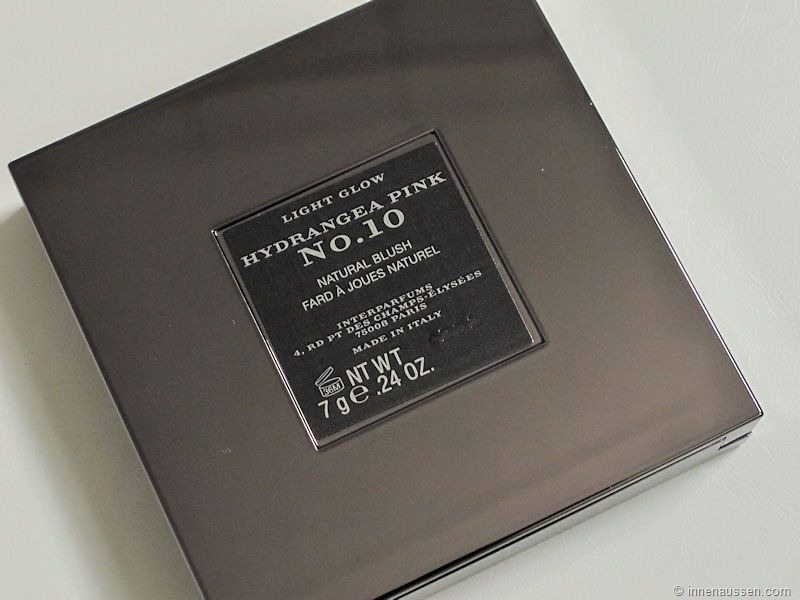 LIGHT GLOW
HYDRANGEA PINK
NO.10
NATURAL BLUSH
FARD À JOUES NATUREL
INTERPARFUMS
4, RD PT DES CHAMPS-ÉLYSÉES
75008 PARIS
MADE IN ITALY
36M
NT WT
7 g℮ .24 OZ.
© innenaussen.com